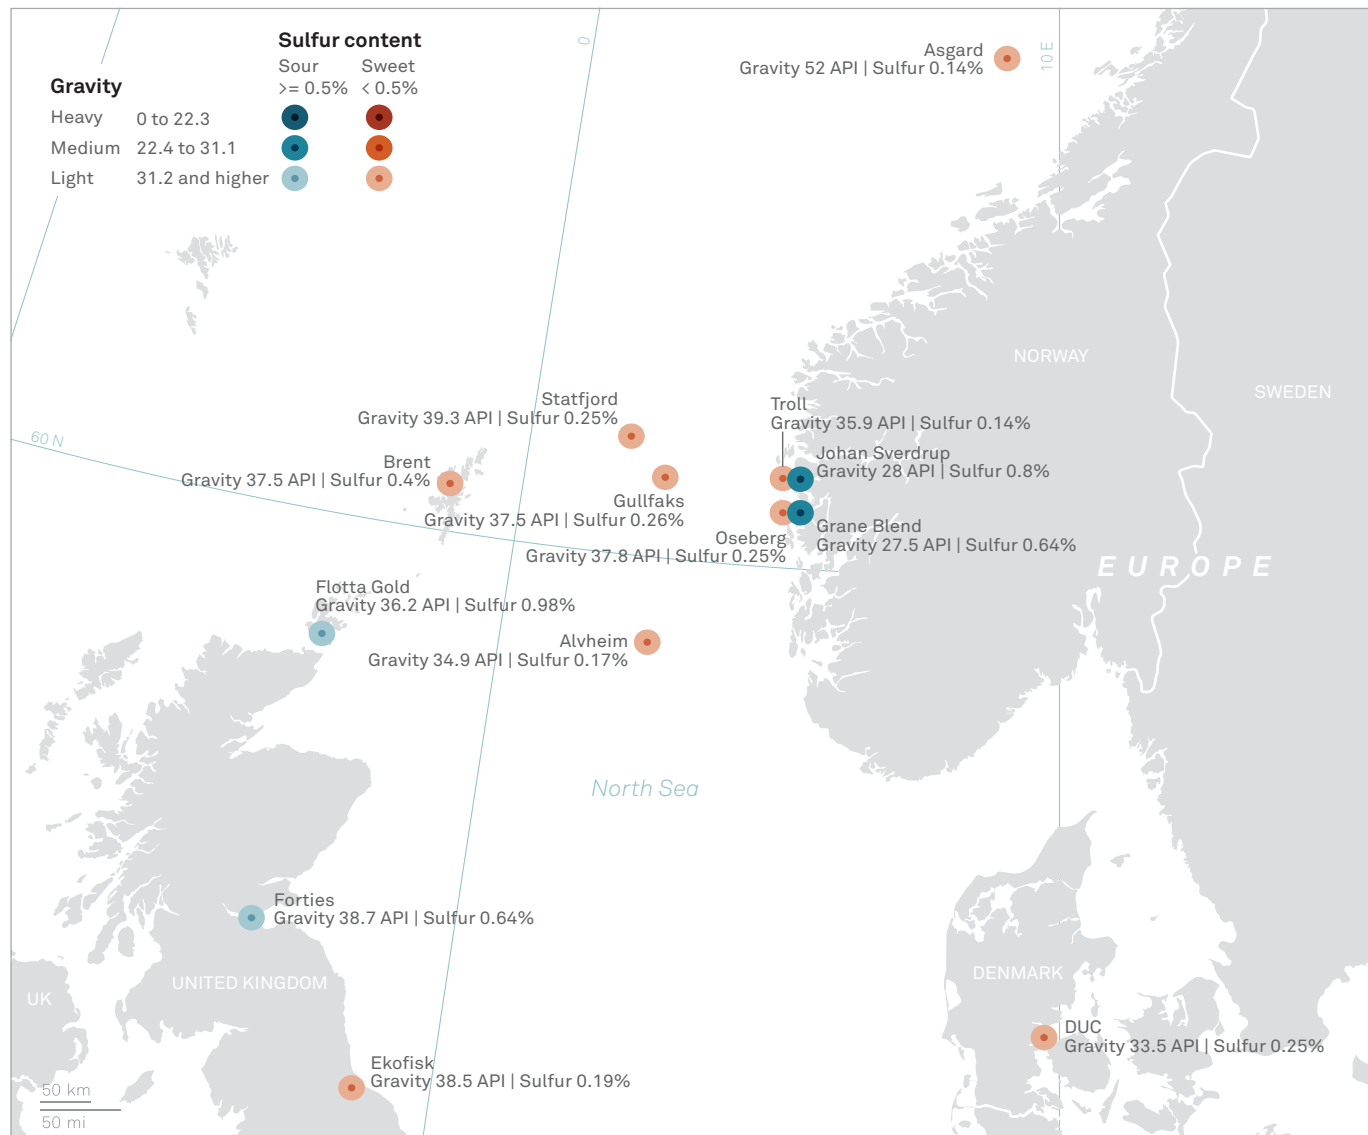 Sulfur content
Sour
Sweet
>= 0.5%
< 0.5%
Gravity
Heavy 0 to 22.3
Medium 22.4 to 31.1
Light 31.2 and higher
0
10 E
Asgard
Gravity 52 API | Sulfur 0.14%
NORWAY
SWEDEN
60 N
Statfjord
Gravity 39.3 API | Sulfur 0.25%
Troll
Gravity 35.9 API | Sulfur 0.14%
Brent
Gravity 37.5 API | Sulfur 0.4%
Johan Sverdrup
Gravity 28 API | Sulfur 0.8%
Gullfaks
Gravity 37.5 API | Sulfur 0.26%
Oseberg
Gravity 37.8 API | Sulfur 0.25%
Grane Blend
Gravity 27.5 API | Sulfur 0.64%
EUROPE
Flotta Gold
Gravity 36.2 API | Sulfur 0.98%
Alvheim
Gravity 34.9 API | Sulfur 0.17%
North Sea
Forties
Gravity 38.7 API | Sulfur 0.64%
UNITED KINGDOM
UK
DENMARK
DUC
Gravity 33.5 API | Sulfur 0.25%
Ekofisk
Gravity 38.5 API | Sulfur 0.19%
50 km
50 mi